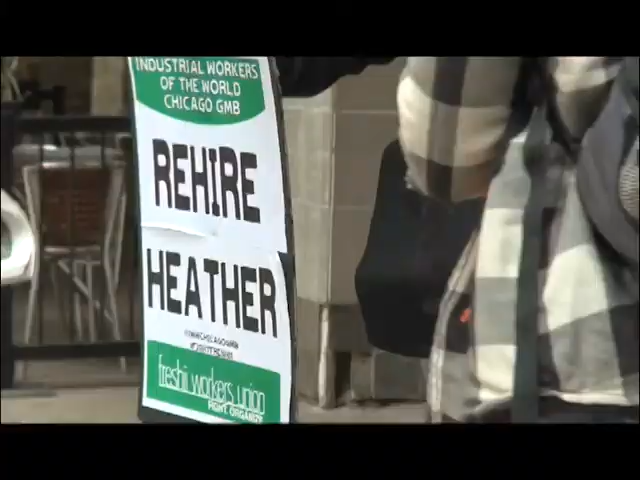 INDUSTRIAL WORKERS
OF THE WORLD
CHICAGO GMB
REHIRE
HEATHER
freshii workers union
FIGHT. ORGANIZE